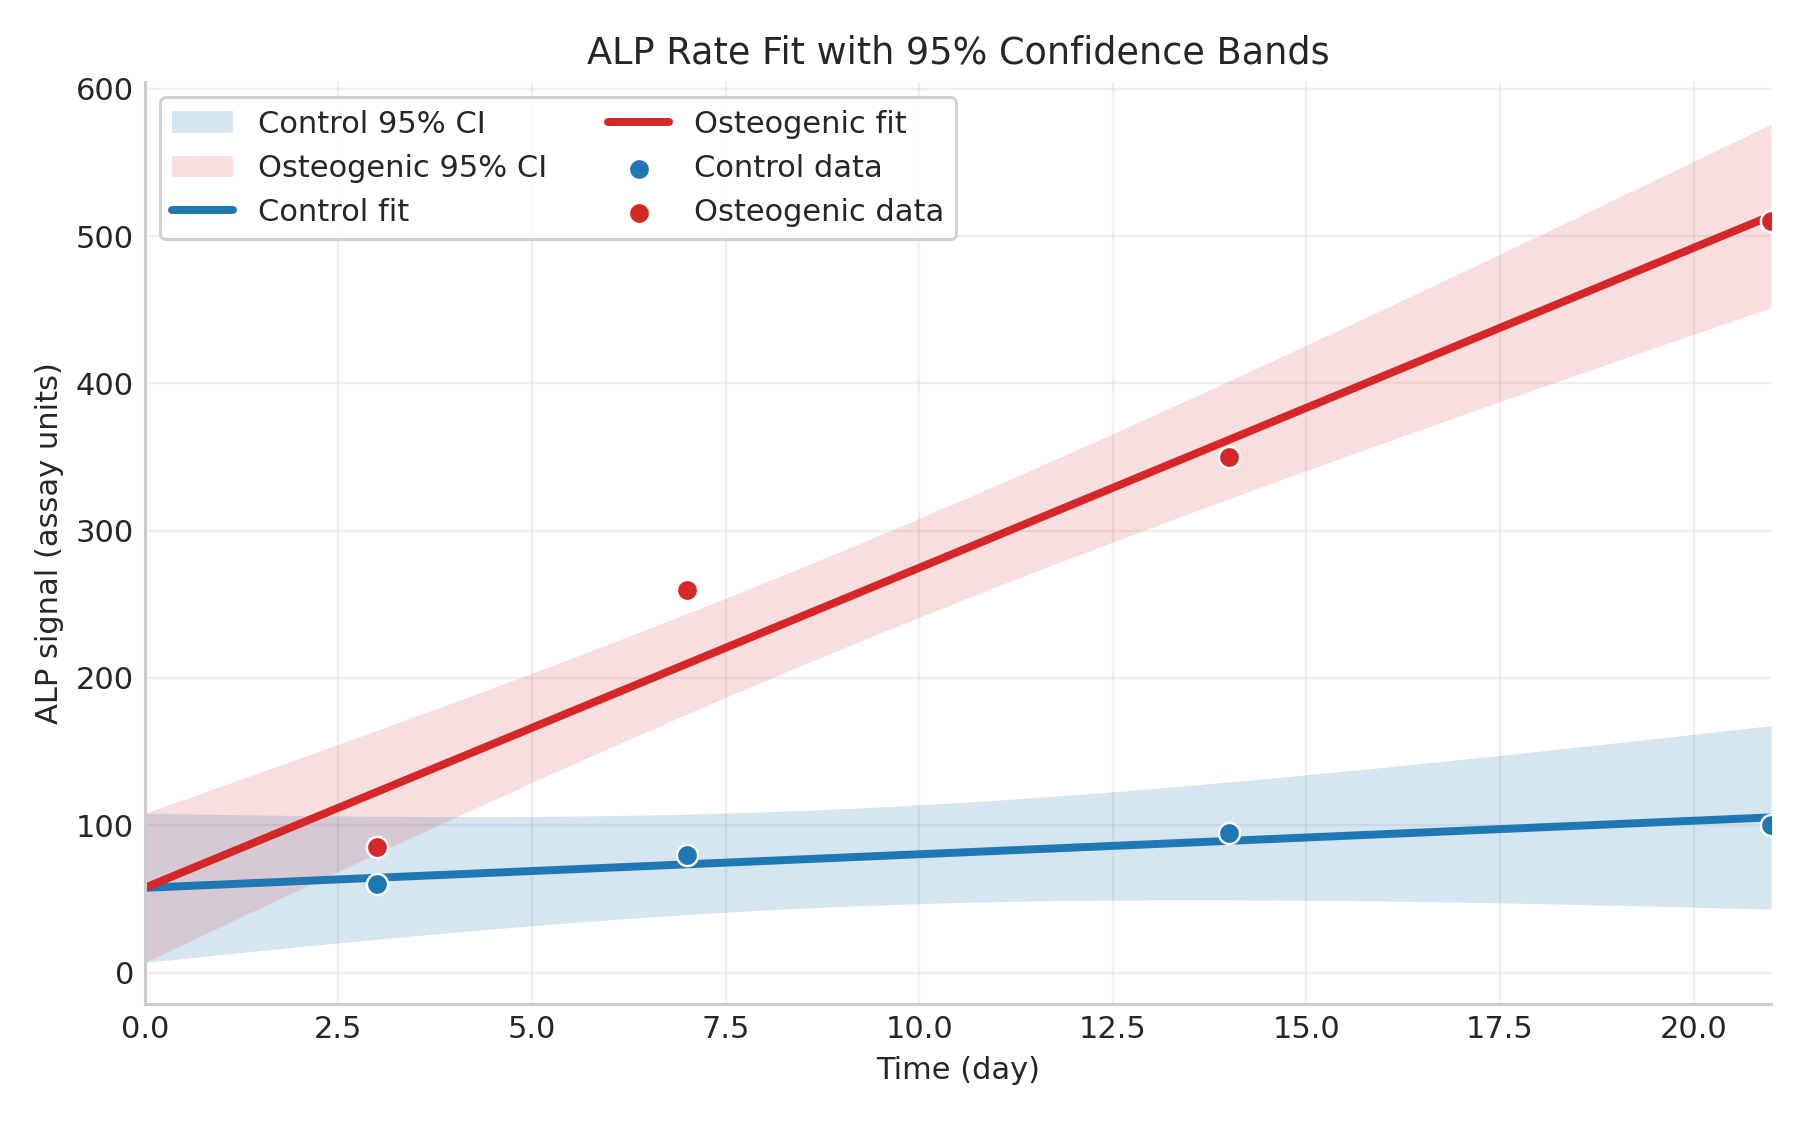 ALP Rate Fit with 95% Confidence Bands
Control 95% CI
Osteogenic 95% CI
Control fit
Osteogenic fit
Control data
Osteogenic data
ALP signal (assay units)
600
500
400
300
200
100
0
0.0 2.5 5.0 7.5 10.0 12.5 15.0 17.5 20.0
Time (day)